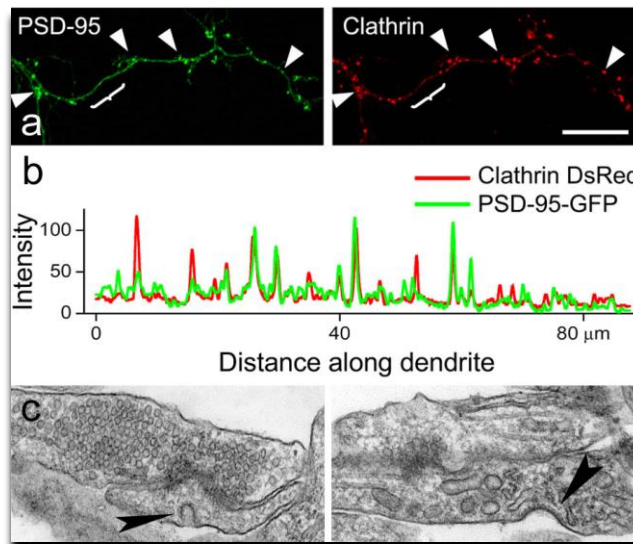 PSD-95
Clathrin
a
b
Clathrin DsRed
PSD-95-GFP
Intensity
100
50
0
0
40
80 μm
Distance along dendrite
c